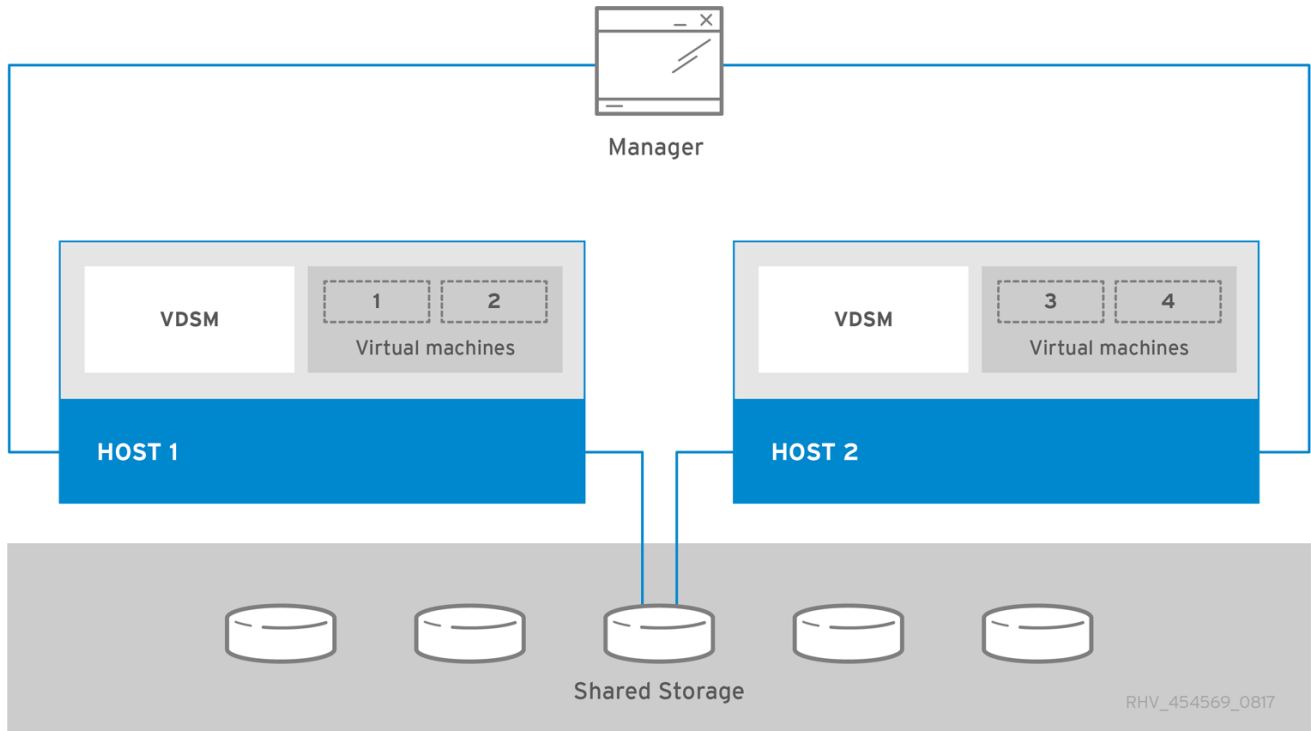 Manager
VDSM
1
2
Virtual machines
HOST 1
VDSM
3
4
Virtual machines
HOST 2
Shared Storage
RHV_454569_0817